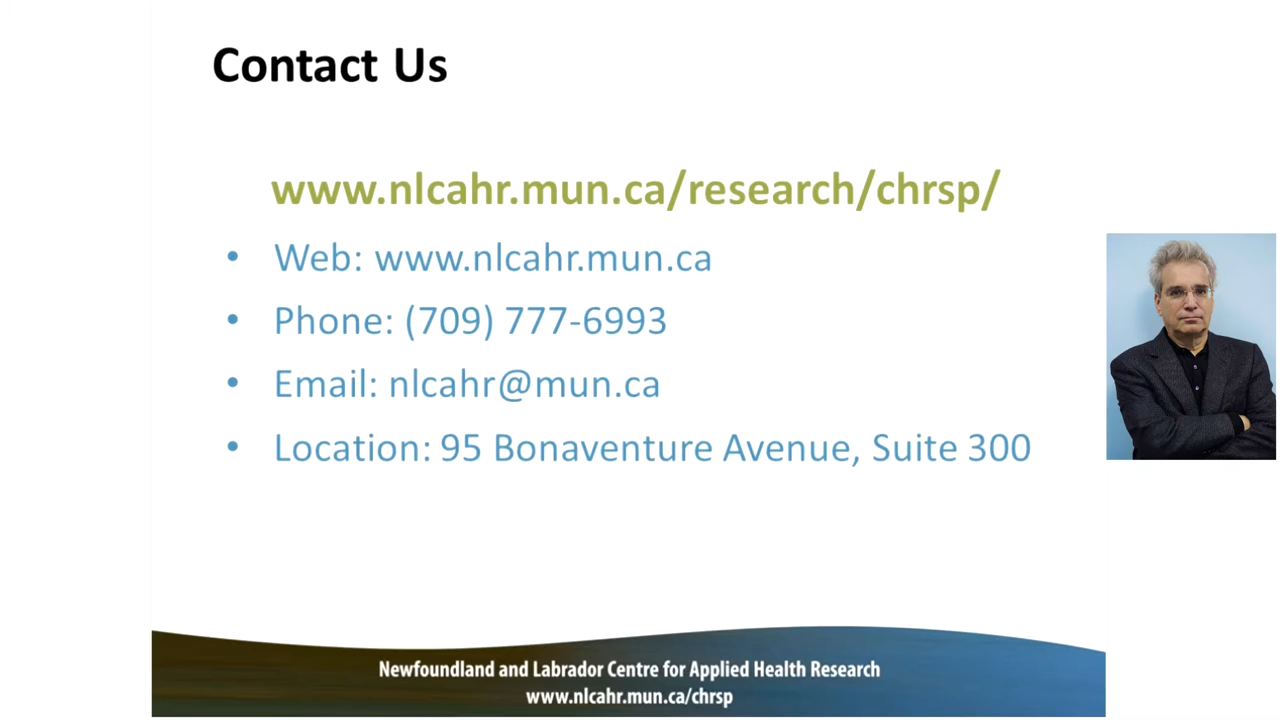 Contact Us
www.nlcahr.mun.ca/research/chrsp/
• Web: www.nlcahr.mun.ca
• Phone: (709) 777-6993
• Email: nlcahr@mun.ca
• Location: 95 Bonaventure Avenue, Suite 300
Newfoundland and Labrador Centre for Applied Health Research
www.nlcahr.mun.ca/chrsp